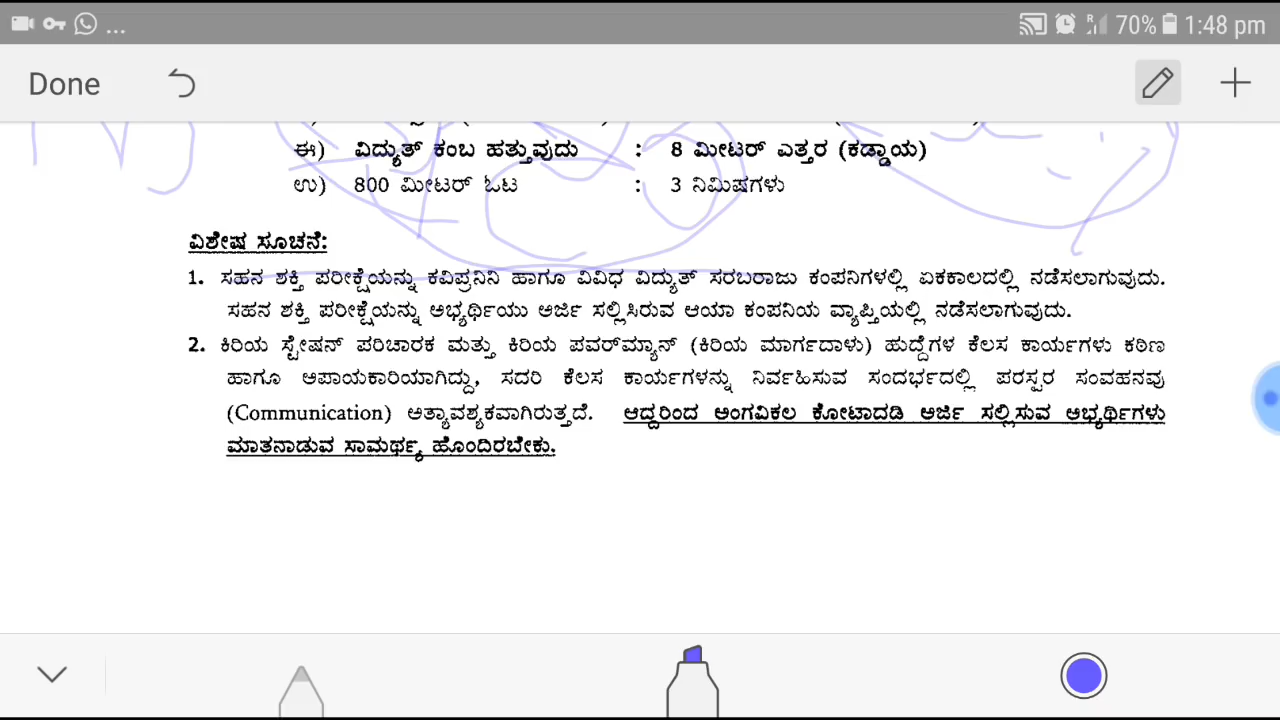 ... 70% 1:48 pm
Done
ಈ) ವಿದ್ಯುತ್ ಕಂಬ ಹತ್ತುವುದು : 8 ಮೀಟರ್ ಎತ್ತರ (ಕಡ್ಡಾಯ)
ಉ) 800 ಮೀಟರ್ ಓಟ : 3 ನಿಮಿಷಗಳು
ವಿಶೇಷ ಸೂಚನೆ:
1. ಸಹನ ಶಕ್ತಿ ಪರೀಕ್ಷೆಯನ್ನು ಕವಿಪ್ರನಿನಿ ಹಾಗೂ ವಿವಿಧ ವಿದ್ಯುತ್ ಸರಬರಾಜು ಕಂಪನಿಗಳಲ್ಲಿ ಏಕಕಾಲದಲ್ಲಿ ನಡೆಸಲಾಗುವುದು.
ಸಹನ ಶಕ್ತಿ ಪರೀಕ್ಷೆಯನ್ನು ಅಭ್ಯರ್ಥಿಯು ಅರ್ಜಿ ಸಲ್ಲಿಸಿರುವ ಆಯಾ ಕಂಪನಿಯ ವ್ಯಾಪ್ತಿಯಲ್ಲಿ ನಡೆಸಲಾಗುವುದು.
2. ಕಿರಿಯ ಸ್ಟೇಷನ್ ಪರಿಚಾರಕ ಮತ್ತು ಕಿರಿಯ ಪವರ್‌ಮ್ಯಾನ್ (ಕಿರಿಯ ಮಾರ್ಗದಾಳು) ಹುದ್ದೆಗಳ ಕೆಲಸ ಕಾರ್ಯಗಳು ಕಠಿಣ
ಹಾಗೂ ಅಪಾಯಕಾರಿಯಾಗಿದ್ದು, ಸದರಿ ಕೆಲಸ ಕಾರ್ಯಗಳನ್ನು ನಿರ್ವಹಿಸುವ ಸಂದರ್ಭದಲ್ಲಿ ಪರಸ್ಪರ ಸಂವಹನವು
(Communication) ಅತ್ಯಾವಶ್ಯಕವಾಗಿರುತ್ತದೆ. ಆದ್ದರಿಂದ ಅಂಗವಿಕಲ ಕೋಟಾದಡಿ ಅರ್ಜಿ ಸಲ್ಲಿಸುವ ಅಭ್ಯರ್ಥಿಗಳು
ಮಾತನಾಡುವ ಸಾಮರ್ಥ್ಯ ಹೊಂದಿರಬೇಕು.